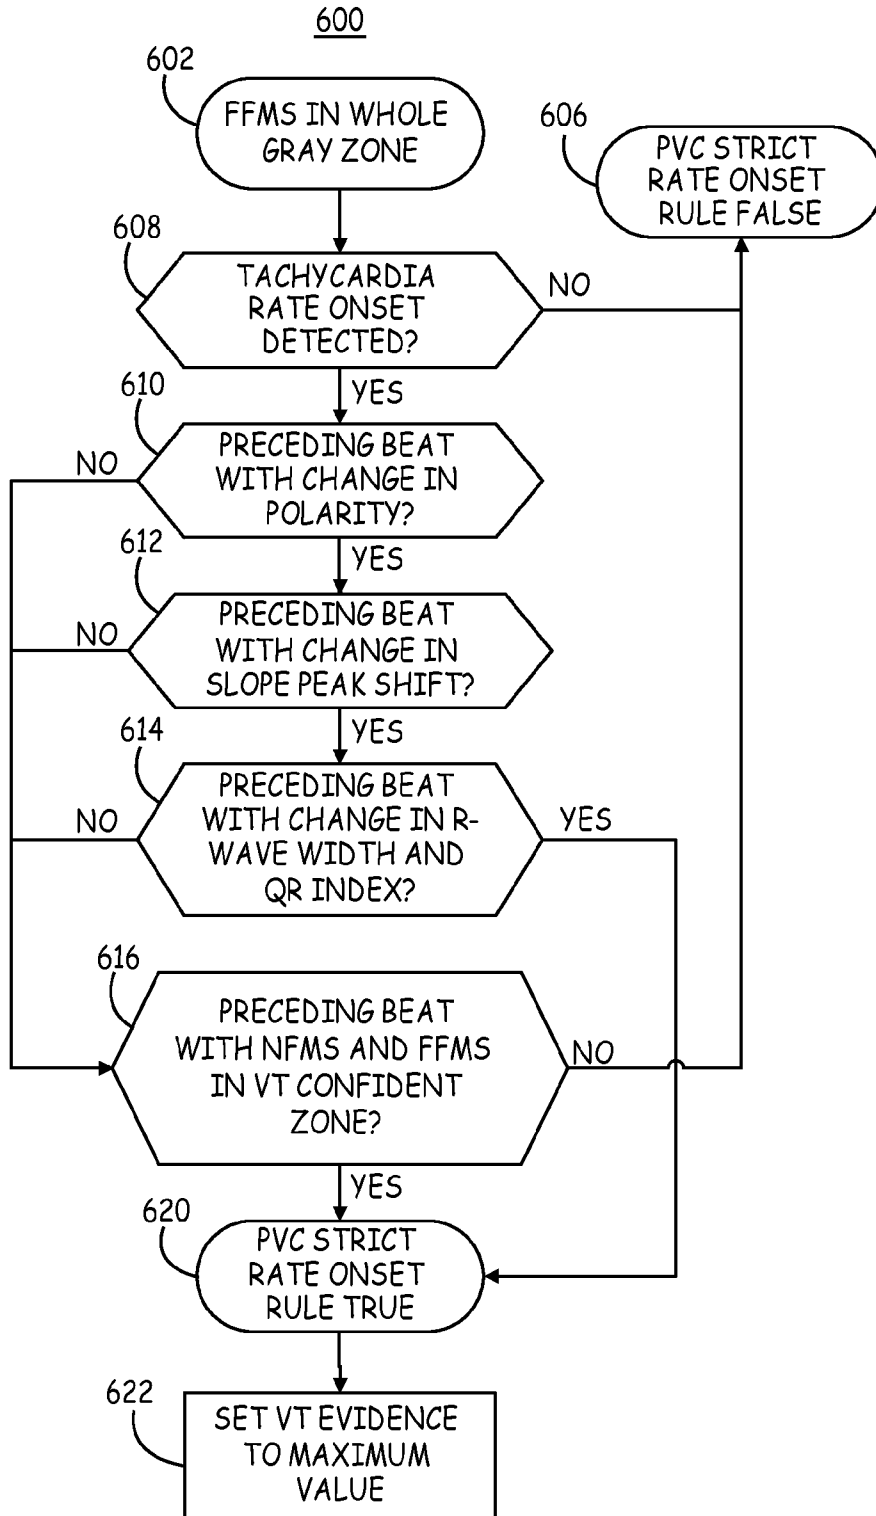 600
602
FFMS IN WHOLE
GRAY ZONE
606
PVC STRICT
RATE ONSET
RULE FALSE
608
TACHYCARDIA
RATE ONSET
DETECTED?
NO
YES
610
PRECEDING BEAT
WITH CHANGE IN
POLARITY?
NO
YES
612
PRECEDING BEAT
WITH CHANGE IN
SLOPE PEAK SHIFT?
NO
YES
614
PRECEDING BEAT
WITH CHANGE IN R-
WAVE WIDTH AND
QR INDEX?
NO
YES
616
PRECEDING BEAT
WITH NFMS AND FFMS
IN VT CONFIDENT
ZONE?
NO
YES
620
PVC STRICT
RATE ONSET
RULE TRUE
622
SET VT EVIDENCE
TO MAXIMUM
VALUE